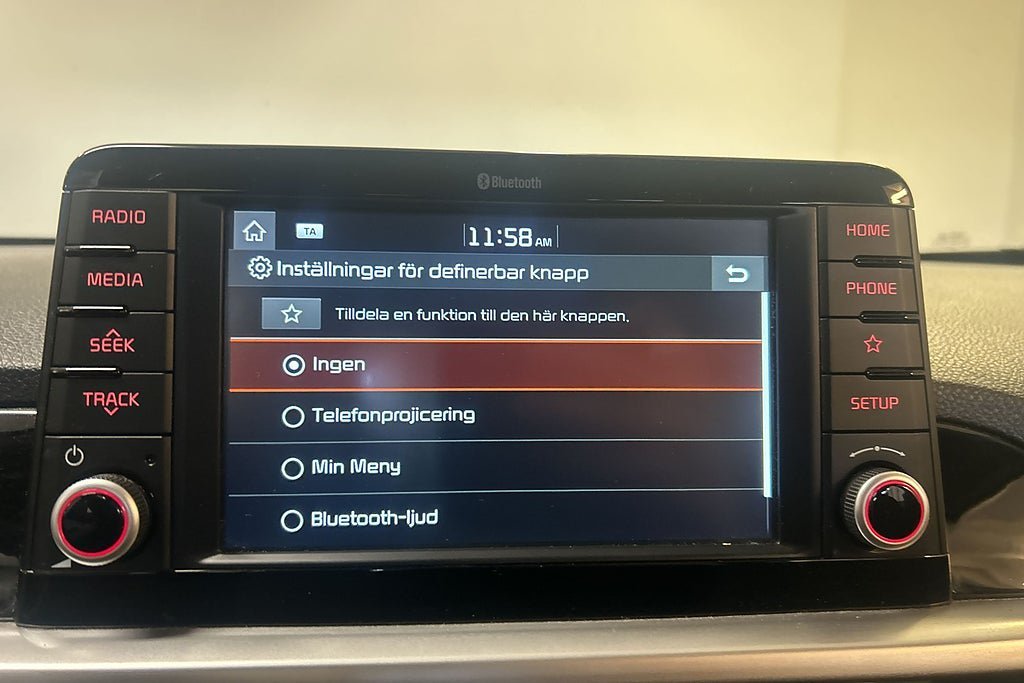 Bluetooth
RADIO
MEDIA
SEEK
TRACK
TA
11:58 AM
Inställningar för definerbar knapp
Tilldela en funktion till den här knappen.
Ingen
Telefonprojicering
Min Meny
Bluetooth-ljud
HOME
PHONE
SETUP